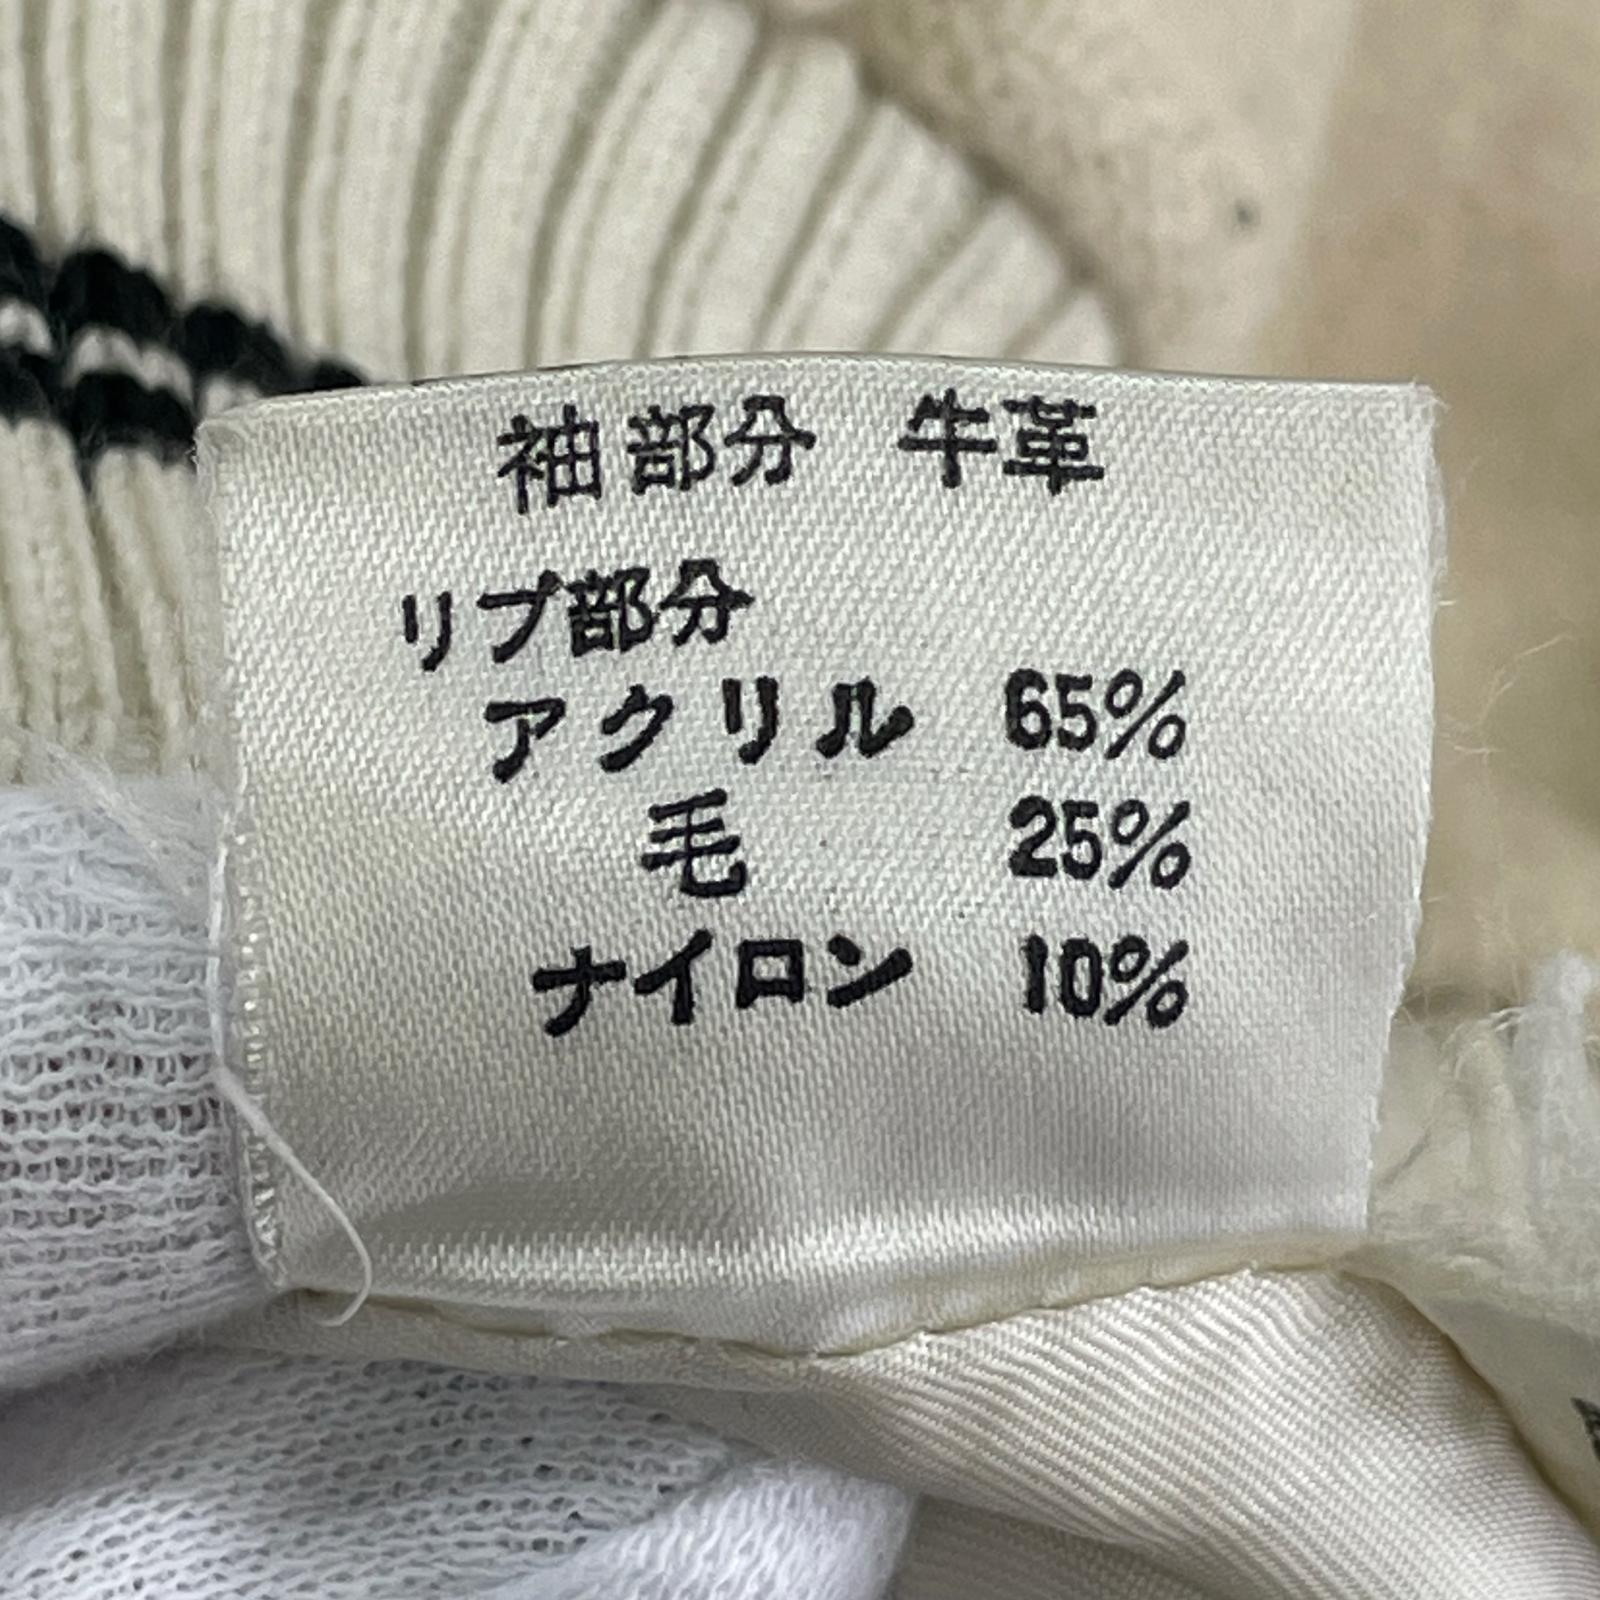 袖部分 牛革
リブ部分
アクリル 65%
毛 25%
ナイロン 10%